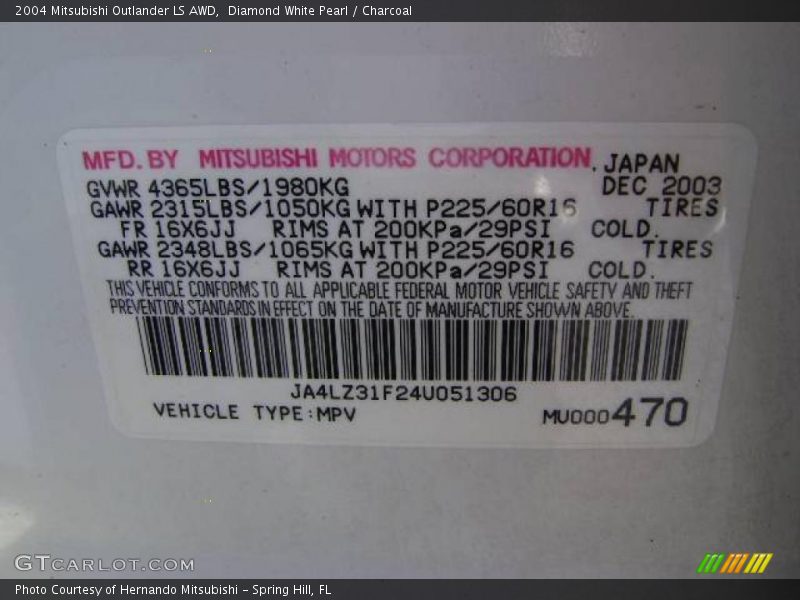 2004 Mitsubishi Outlander LS AWD,  Diamond White Pearl / Charcoal
MFD. BY MITSUBISHI MOTORS CORPORATION, JAPAN
GVWR 4365LBS/1980KG DEC 2003
GAWR 2315LBS/1050KG WITH P225/60R16 TIRES
FR 16X6JJ RIMS AT 200KPa/29PSI COLD.
GAWR 2348LBS/1065KG WITH P225/60R16 TIRES
RR 16X6JJ RIMS AT 200KPa/29PSI COLD.
THIS VEHICLE CONFORMS TO ALL APPLICABLE FEDERAL MOTOR VEHICLE SAFETY AND THEFT
PREVENTION STANDARDS IN EFFECT ON THE DATE OF MANUFACTURE SHOWN ABOVE.
JA4LZ31F24U051306
VEHICLE TYPE:MPV MU000470
GTCARLOT.COM
Photo Courtesy of Hernando Mitsubishi - Spring Hill, FL